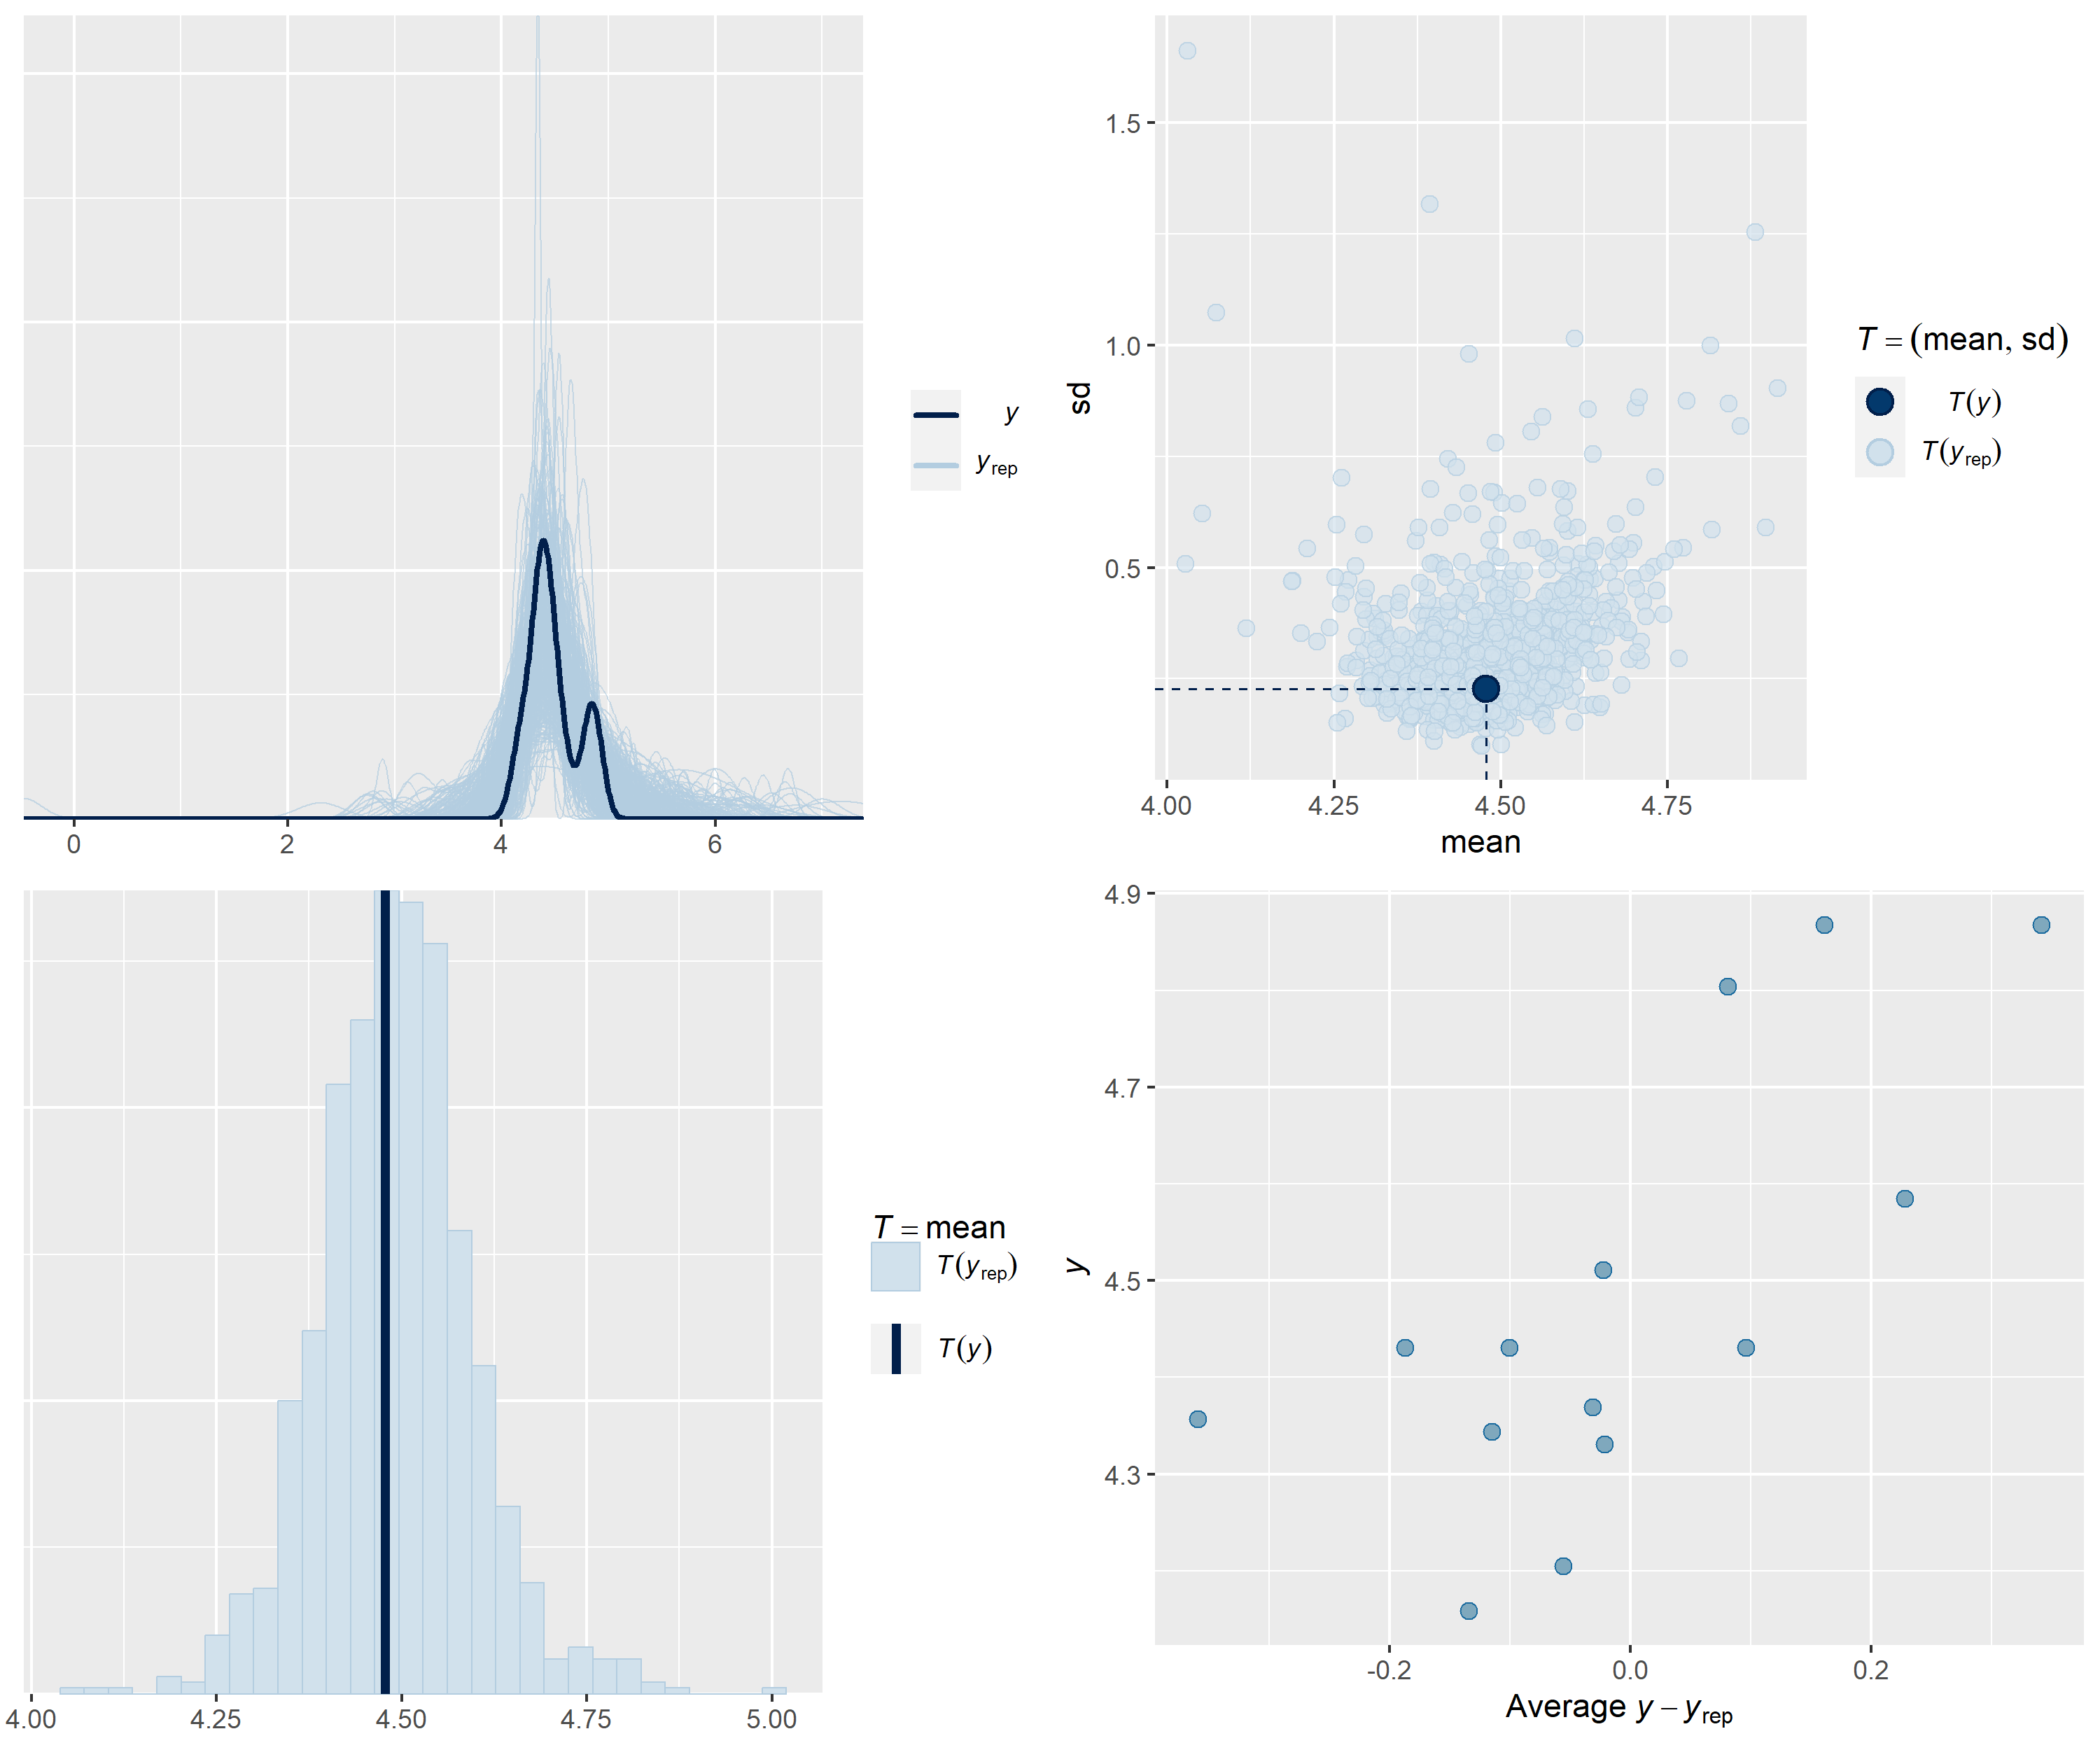 y
yrep
0
2
4
6
1.5
1.0
0.5
sd
4.00
4.25
4.50
4.75
mean
T = (mean, sd)
T(y)
T(yrep)
4.00
4.25
4.50
4.75
5.00
T = mean
T(yrep)
T(y)
4.9
4.7
4.5
4.3
y
-0.2
0.0
0.2
Average y − yrep